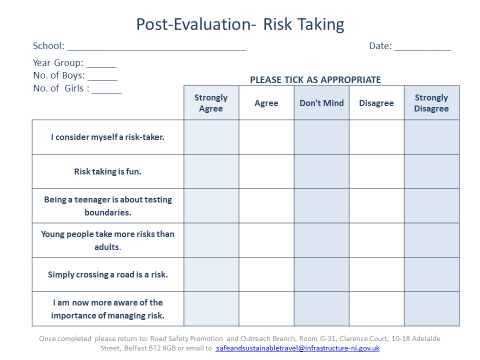 Post-Evaluation- Risk Taking
School: ___________________________________
Date: ___________
Year Group: ______
No. of Boys: ______
No. of  Girls : ______
PLEASE TICK AS APPROPRIATE
Strongly
Agree
Agree
Don't Mind
Disagree
Strongly
Disagree
I consider myself a risk-taker.
Risk taking is fun.
Being a teenager is about testing
boundaries.
Young people take more risks than
adults.
Simply crossing a road is a risk.
I am now more aware of the
importance of managing risk.
Once completed please return to: Road Safety Promotion and Outreach Branch, Room G-31, Clarence Court, 10-18 Adelaide
Street, Belfast BT2 8GB or email to safeandsustainabletravel@infrastructure-ni.gov.uk